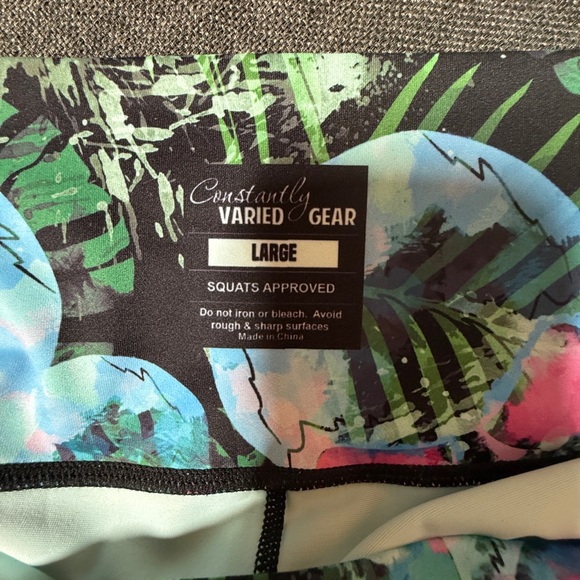 Constantly
VARIED GEAR
LARGE
SQUATS APPROVED
Do not iron or bleach. Avoid
rough & sharp surfaces
Made in China